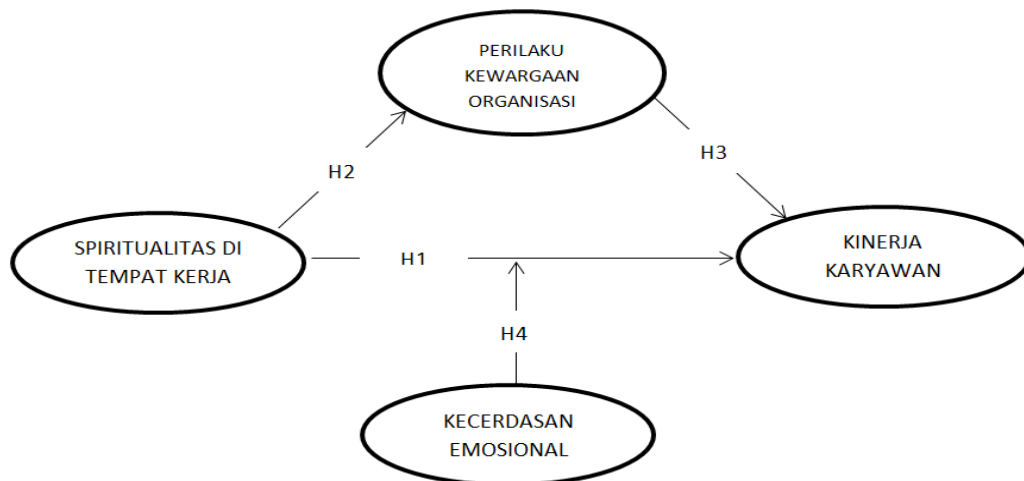 PERILAKU
KEWARGAAN
ORGANISASI
H2
H3
SPIRITUALITAS DI
TEMPAT KERJA
H1
KINERJA
KARYAWAN
H4
KECERDASAN
EMOSIONAL